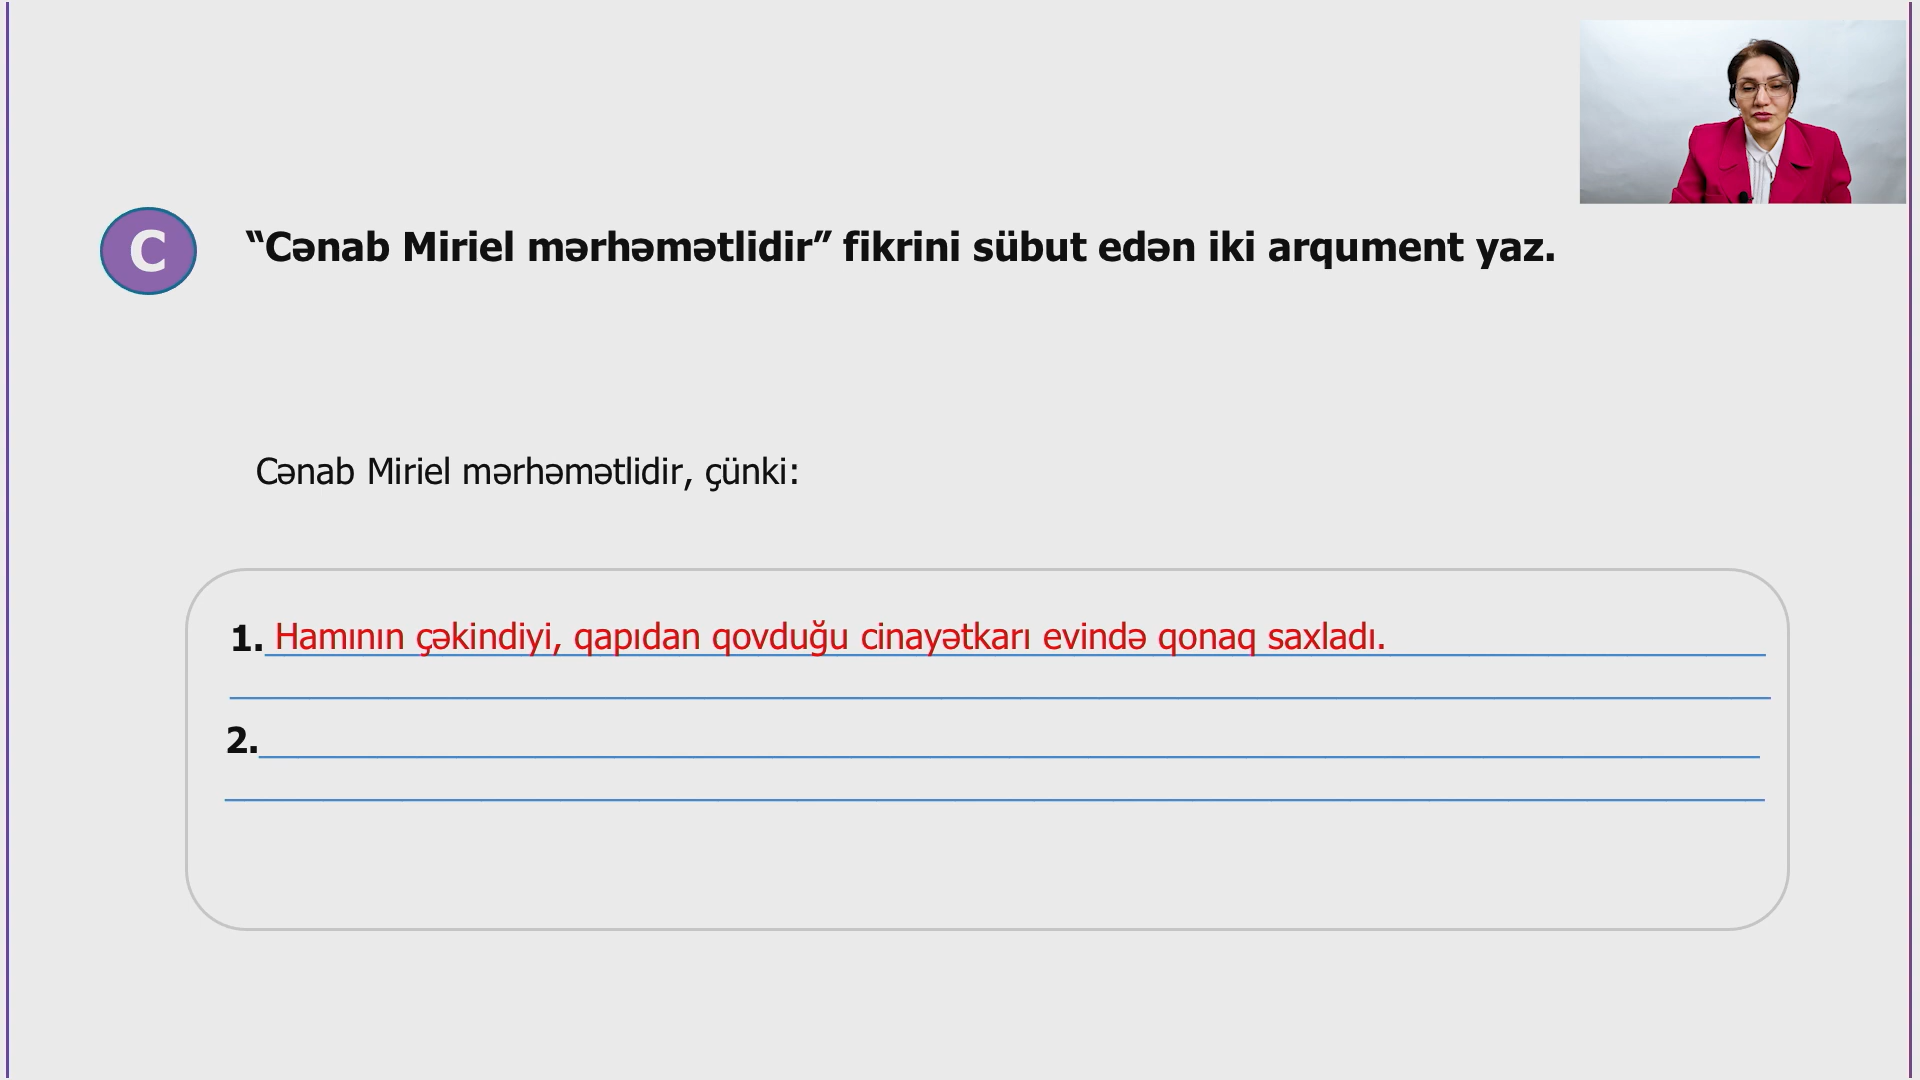 C
“Cənab Miriel mərhəmətlidir” fikrini sübut edən iki arqument yaz.
Cənab Miriel mərhəmətlidir, çünki:
1. Hamının çəkindiyi, qapıdan qovduğu cinayətkarı evində qonaq saxladı.
2.